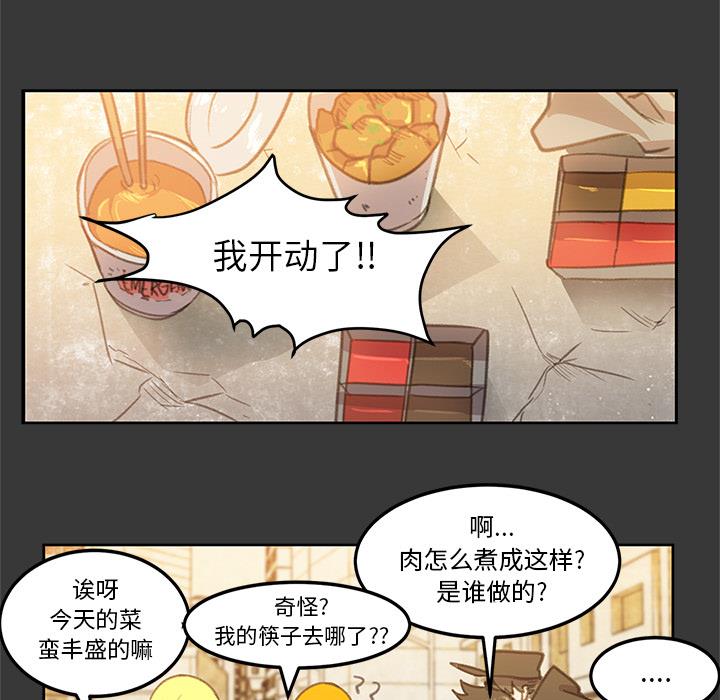 我开动了!!
EMERGEN
诶呀
今天的菜
蛮丰盛的嘛
奇怪?
我的筷子去哪了??
啊...
肉怎么煮成这样?
是谁做的?
....
??